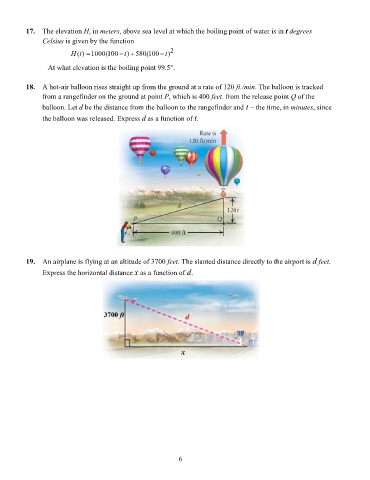 17. The elevation H, in meters, above sea level at which the boiling point of water is in t degrees
Celsius is given by the function
H(t) = 1000(100 − t) + 580(100 − t)²
At what elevation is the boiling point 99.5°.
18. A hot-air balloon rises straight up from the ground at a rate of 120 ft./min. The balloon is tracked
from a rangefinder on the ground at point P, which is 400 feet. from the release point Q of the
balloon. Let d be the distance from the balloon to the rangefinder and t – the time, in minutes, since
the balloon was released. Express d as a function of t.
Rate is
120 ft/min
d
120t
P
Q
400 ft
19. An airplane is flying at an altitude of 3700 feet. The slanted distance directly to the airport is d feet.
Express the horizontal distance x as a function of d.
3700 ft
d
x
6